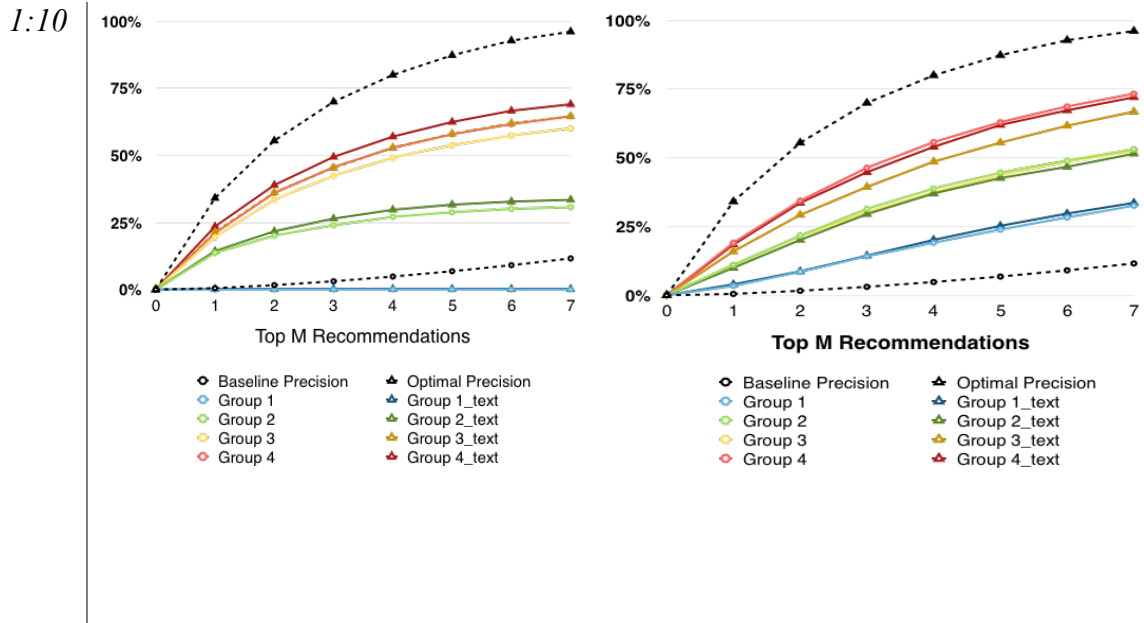 1:10
100%
75%
50%
25%
0%
0 1 2 3 4 5 6 7
Top M Recommendations
Baseline Precision Optimal Precision
Group 1 Group 1_text
Group 2 Group 2_text
Group 3 Group 3_text
Group 4 Group 4_text
100%
75%
50%
25%
0%
0 1 2 3 4 5 6 7
Top M Recommendations
Baseline Precision Optimal Precision
Group 1 Group 1_text
Group 2 Group 2_text
Group 3 Group 3_text
Group 4 Group 4_text